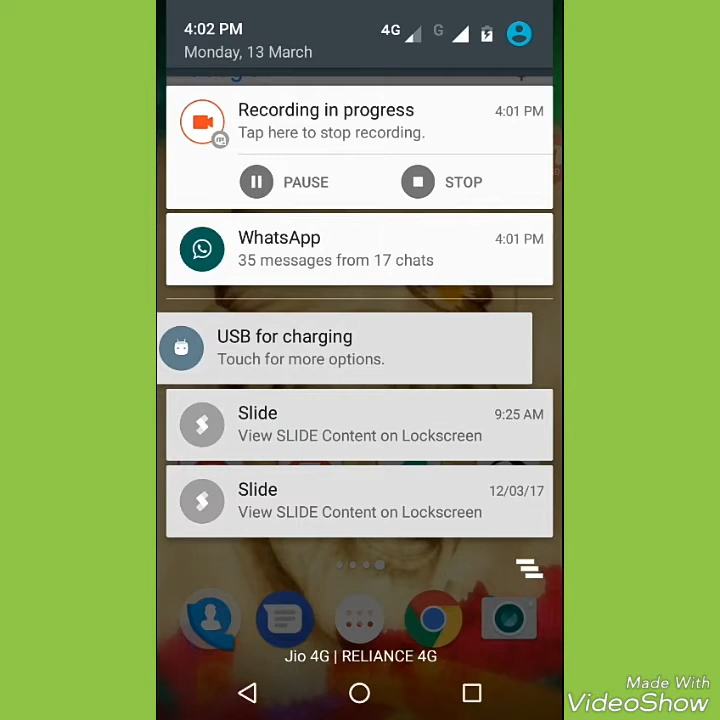 4:02 PM
4G
G
Monday, 13 March
Recording in progress
4:01 PM
Tap here to stop recording.
PAUSE
STOP
WhatsApp
4:01 PM
35 messages from 17 chats
USB for charging
Touch for more options.
Slide
9:25 AM
View SLIDE Content on Lockscreen
Slide
12/03/17
View SLIDE Content on Lockscreen
Jio 4G | RELIANCE 4G
Made With
VideoShow